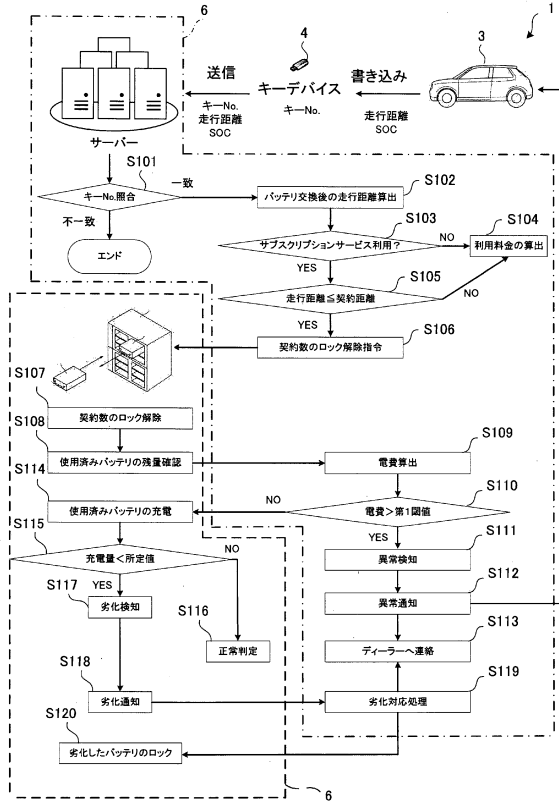 6
1
4
3
送信
キーデバイス
書き込み
キーNo.
走行距離
SOC
キーNo.
走行距離
SOC
サーバー
S101
キーNo.照合
一致
不一致
エンド
S102
バッテリ交換後の走行距離算出
S103
サブスクリプションサービス利用?
NO
YES
S104
利用料金の算出
S105
走行距離≦契約距離
NO
YES
S106
契約数のロック解除指令
S107
契約数のロック解除
S108
使用済みバッテリの残量確認
S109
電費算出
S110
電費>第1閾値
NO
YES
S114
使用済みバッテリの充電
S111
異常検知
S115
充電量<所定値
NO
YES
S112
異常通知
S117
劣化検知
S116
正常判定
S113
ディーラーへ連絡
S118
劣化通知
S119
劣化対応処理
S120
劣化したバッテリのロック
6